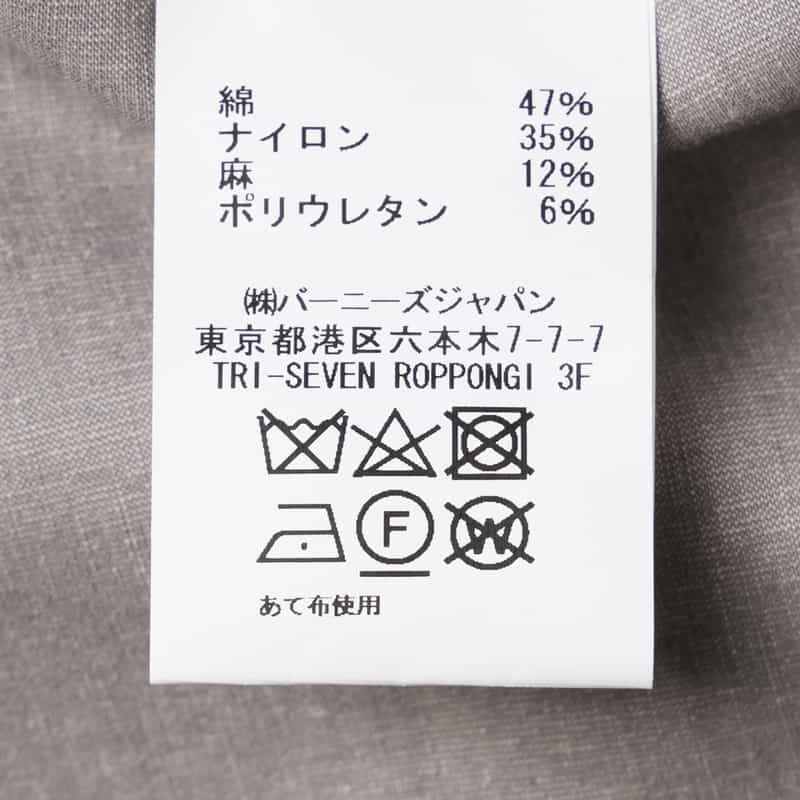 綿 47%
ナイロン 35%
麻 12%
ポリウレタン 6%
㈱バーニーズジャパン
東京都港区六本木7-7-7
TRI-SEVEN ROPPONGI 3F
F W
あて布使用